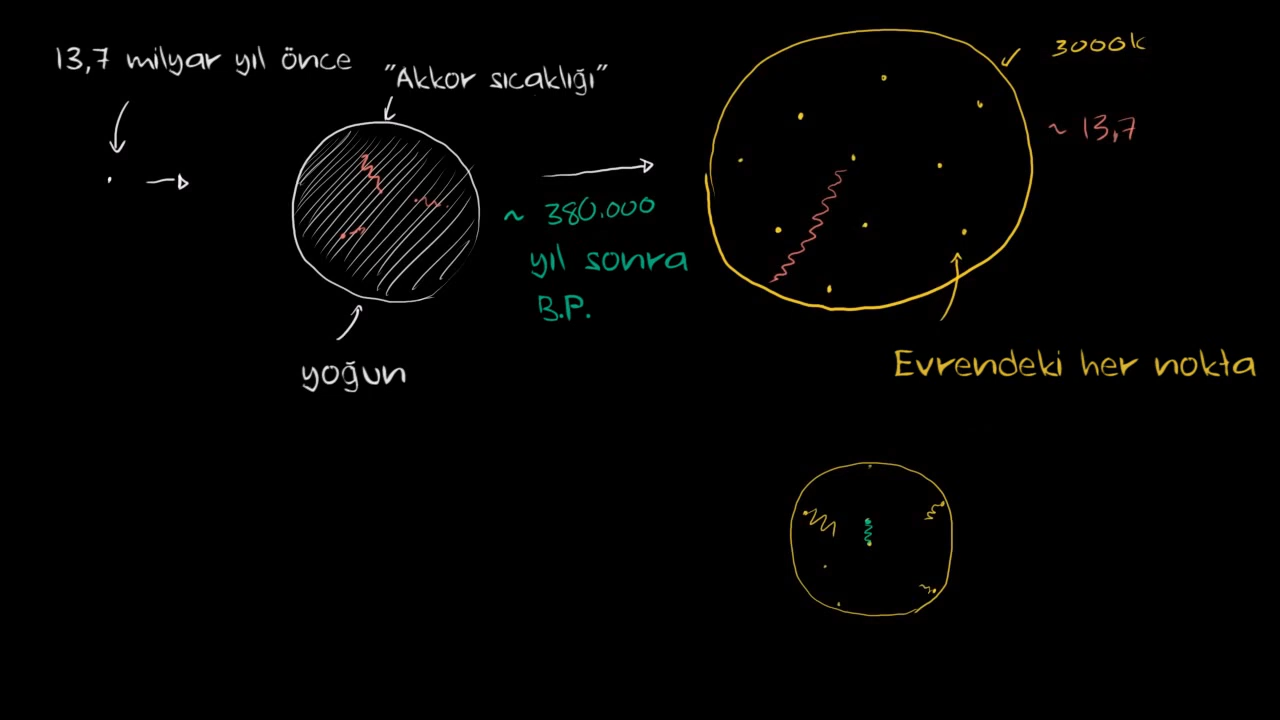 13,7 milyar yıl önce
"Akkor sıcaklığı"
yoğun
~ 380.000
yıl sonra
B.P.
3000K
~ 13,7
Evrendeki her nokta